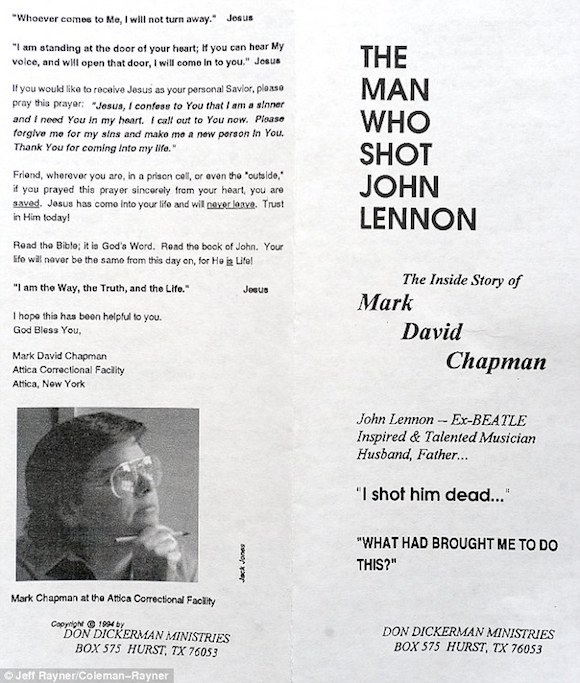 "Whoever comes to Me, I will not turn away."   Jesus
"I am standing at the door of your heart; If you can hear My
voice, and will open that door, I will come in to you." Jesus
If you would like to receive Jesus as your personal Savior, please
pray this prayer: "Jesus, I confess to You that I am a sinner
and I need You in my heart. I call out to You now. Please
forgive me for my sins and make me a new person in You.
Thank You for coming into my life."
Friend, wherever you are, in a prison cell, or even the "outside,"
if you prayed this prayer sincerely from your heart, you are
saved. Jesus has come into your life and will never leave. Trust
in Him today!
Read the Bible; it is God's Word. Read the book of John. Your
life will never be the same from this day on, for He is Life!
"I am the Way, the Truth, and the Life."   Jesus
I hope this has been helpful to you.
God Bless You,
Mark David Chapman
Attica Correctional Facility
Attica, New York
Jack Jones
Mark Chapman at the Attica Correctional Facility
Copyright © 1994 by
DON DICKERMAN MINISTRIES
BOX 575 HURST, TX 76053
THE
MAN
WHO
SHOT
JOHN
LENNON
The Inside Story of
Mark
David
Chapman
John Lennon -- Ex-BEATLE
Inspired & Talented Musician
Husband, Father...
"I shot him dead..."
"WHAT HAD BROUGHT ME TO DO
THIS?"
DON DICKERMAN MINISTRIES
BOX 575 HURST, TX 76053
© Jeff Rayner/Coleman-Rayner